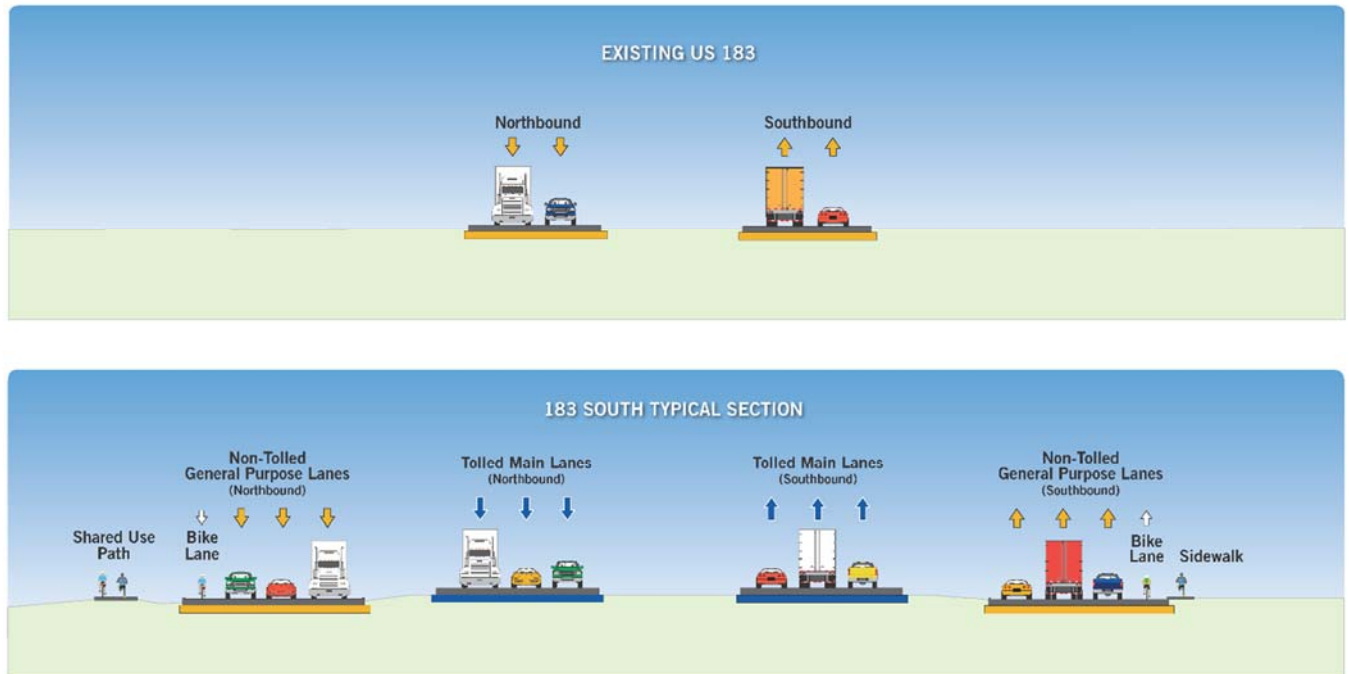 EXISTING US 183
Northbound
Southbound
183 SOUTH TYPICAL SECTION
Shared Use
Path
Bike
Lane
Non-Tolled
General Purpose Lanes
(Northbound)
Tolled Main Lanes
(Northbound)
Tolled Main Lanes
(Southbound)
Non-Tolled
General Purpose Lanes
(Southbound)
Bike
Lane
Sidewalk